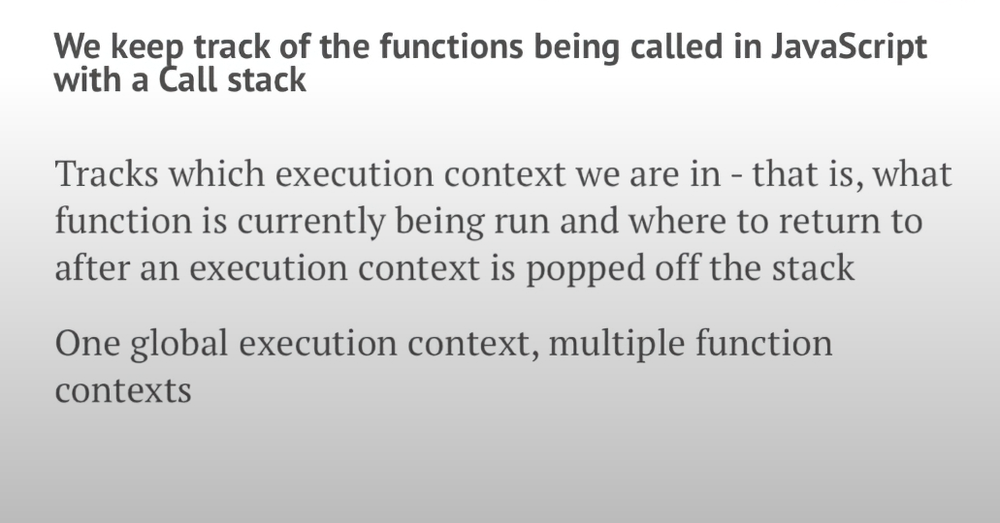 We keep track of the functions being called in JavaScript
with a Call stack
Tracks which execution context we are in - that is, what
function is currently being run and where to return to
after an execution context is popped off the stack
One global execution context, multiple function
contexts